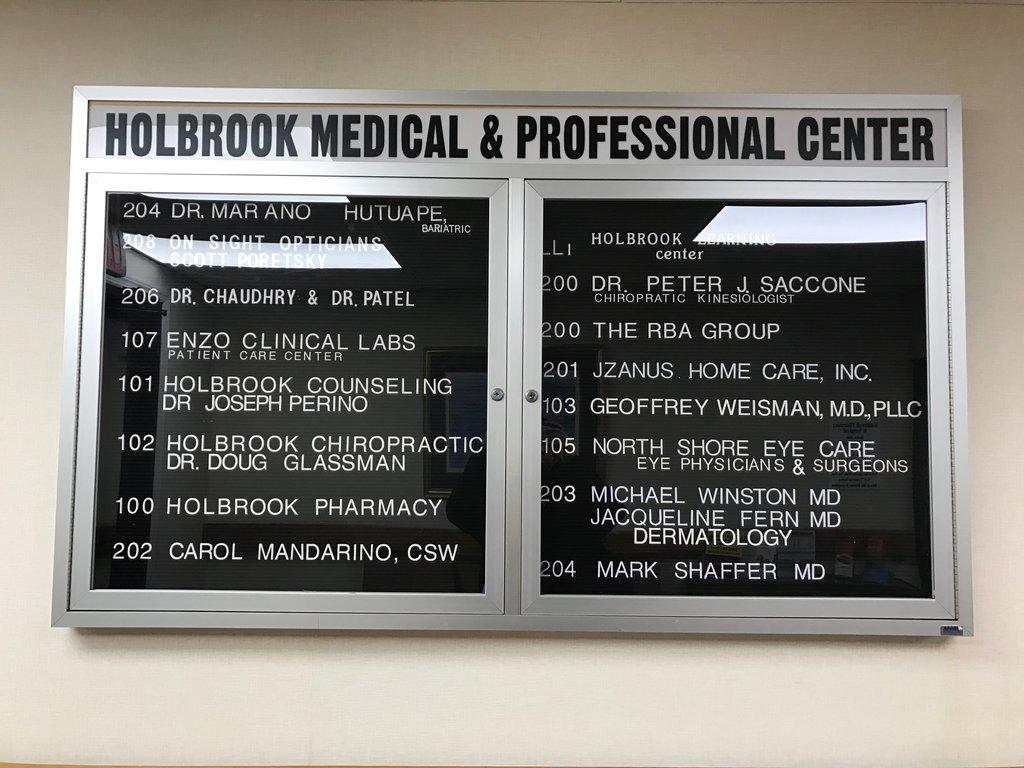 HOLBROOK MEDICAL & PROFESSIONAL CENTER
204 DR. MARANO HUTUAPE,
BARIATRIC
208 ON SIGHT OPTICIANS
SCOTT PORETSKY
206 DR. CHAUDHRY & DR. PATEL
107 ENZO CLINICAL LABS
PATIENT CARE CENTER
101 HOLBROOK COUNSELING
DR JOSEPH PERINO
102 HOLBROOK CHIROPRACTIC
DR. DOUG GLASSMAN
100 HOLBROOK PHARMACY
202 CAROL MANDARINO, CSW
LL1 HOLBROOK LEARNING
center
200 DR. PETER J. SACCONE
CHIROPRATIC KINESIOLOGIST
200 THE RBA GROUP
201 JZANUS HOME CARE, INC.
103 GEOFFREY WEISMAN, M.D., PLLC
105 NORTH SHORE EYE CARE
EYE PHYSICIANS & SURGEONS
203 MICHAEL WINSTON MD
JACQUELINE FERN MD
DERMATOLOGY
204 MARK SHAFFER MD